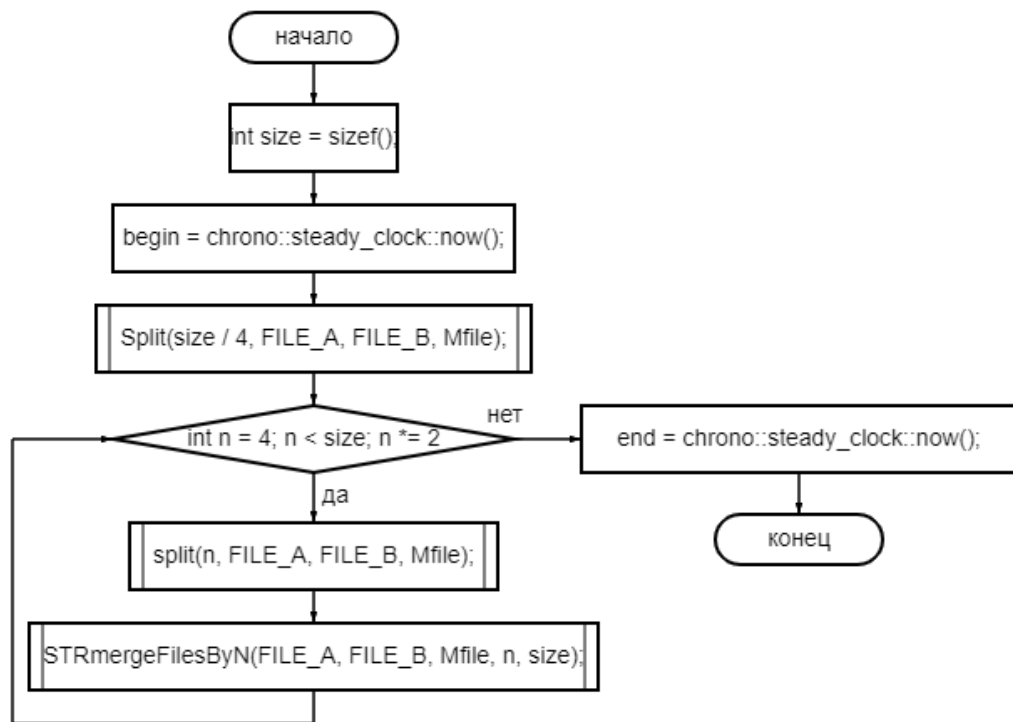 начало
int size = sizef();
begin = chrono::steady_clock::now();
Split(size / 4, FILE_A, FILE_B, Mfile);
int n = 4; n < size; n *= 2
нет
end = chrono::steady_clock::now();
да
split(n, FILE_A, FILE_B, Mfile);
конец
STRmergeFilesByN(FILE_A, FILE_B, Mfile, n, size);